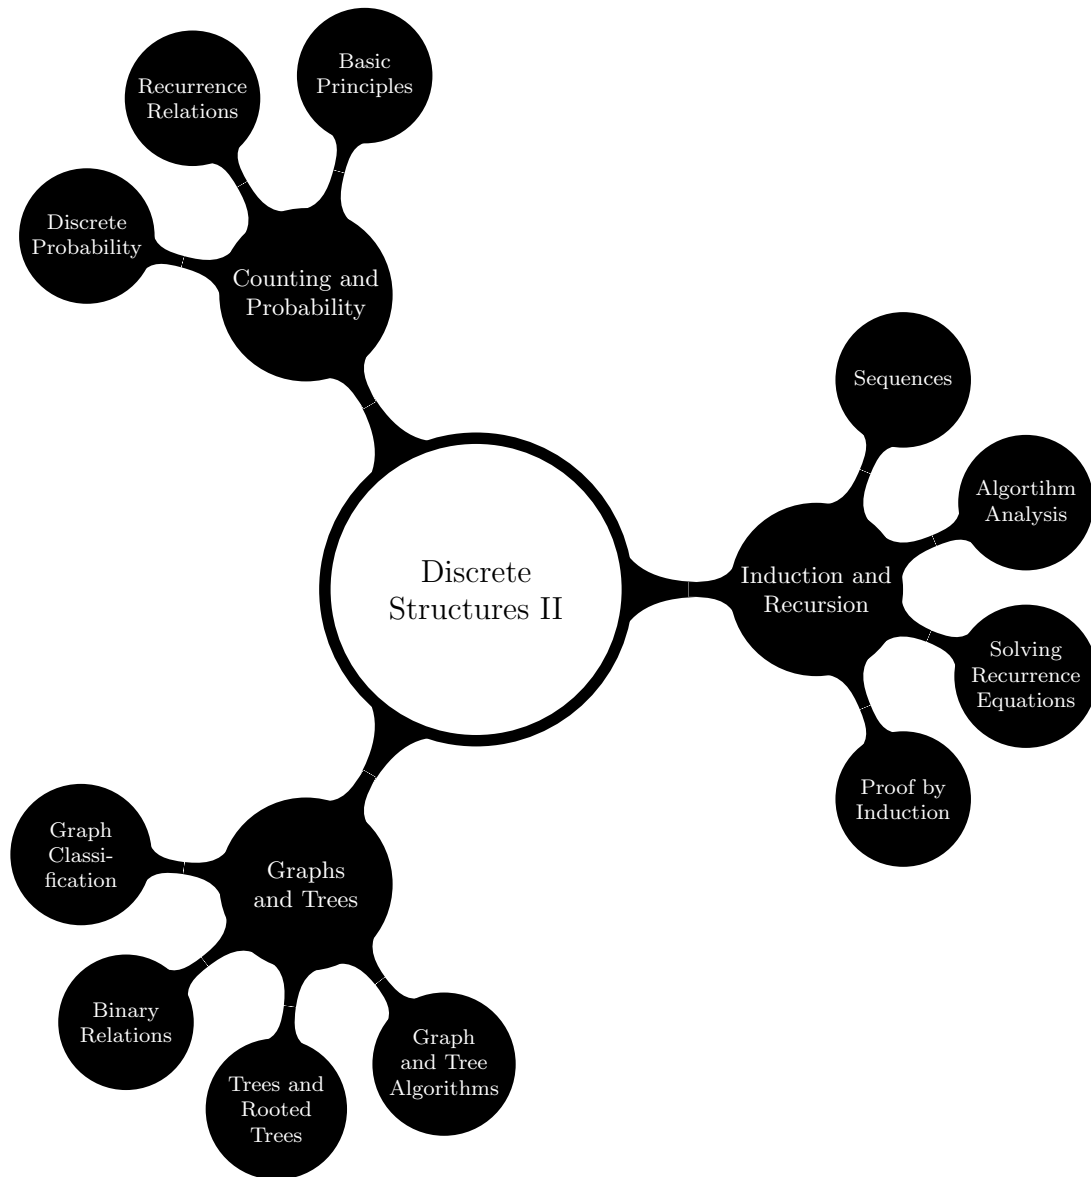 Basic
Principles
Recurrence
Relations
Discrete
Probability
Counting and
Probability
Sequences
Algortihm
Analysis
Induction and
Recursion
Solving
Recurrence
Equations
Proof by
Induction
Discrete
Structures II
Graph
Classi-
fication
Graphs
and Trees
Binary
Relations
Trees and
Rooted
Trees
Graph
and Tree
Algorithms